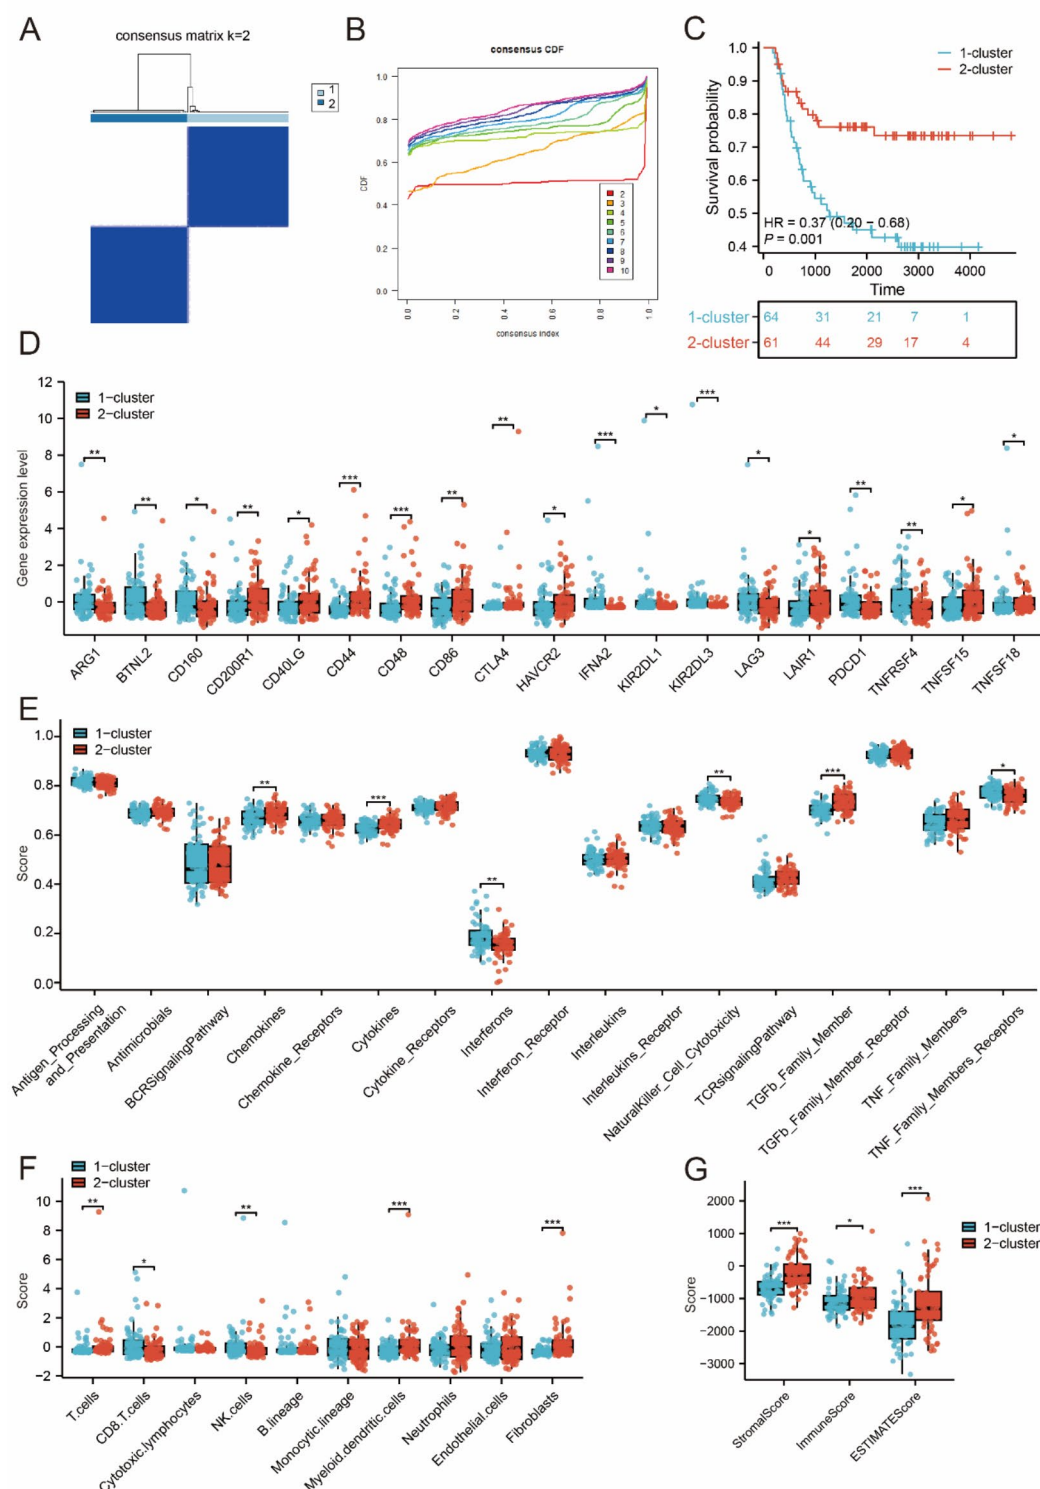 A
consensus matrix k=2
1
2
B
consensus CDF
CDF
1.0
0.8
0.6
0.4
0.2
0.0
2
3
4
5
6
7
8
9
10
0.0
0.2
0.4
0.6
0.8
1.0
consensus index
C
Survival probability
1.0
0.9
0.8
0.7
0.6
0.5
0.4
1-cluster
2-cluster
HR = 0.37 (0.20 − 0.68)
P = 0.001
0
1000
2000
3000
4000
Time
1-cluster
64
31
21
7
1
2-cluster
61
44
29
17
4
D
Gene expression level
12
10
8
6
4
2
0
1−cluster
2−cluster
**
**
*
**
*
***
***
**
**
*
***
*
***
*
*
**
**
*
*
ARG1
BTNL2
CD160
CD200R1
CD40LG
CD44
CD48
CD86
CTLA4
HAVCR2
IFNA2
KIR2DL1
KIR2DL3
LAG3
LAIR1
PDCD1
TNFRSF4
TNFSF15
TNFSF18
E
Score
1.0
0.8
0.6
0.4
0.2
0.0
1-cluster
2-cluster
**
***
**
**
***
*
Antigen_Processing
and_Presentation
Antimicrobials
BCRSignalingPathway
Chemokines
Chemokine_Receptors
Cytokines
Cytokine_Receptors
Interferons
Interferon_Receptor
Interleukins
Interleukins_Receptor
NaturalKiller_Cell_Cytotoxicity
TCRsignalingPathway
TGFb_Family_Member
TGFb_Family_Member_Receptor
TNF_Family_Members
TNF_Family_Members_Receptors
F
Score
10
8
6
4
2
0
−2
1-cluster
2-cluster
**
*
**
***
***
T.cells
CD8.T.cells
Cytotoxic.lymphocytes
NK.cells
B.lineage
Monocytic.lineage
Myeloid.dendritic.cells
Neutrophils
Endothelial.cells
Fibroblasts
G
Score
2000
1000
0
−1000
−2000
−3000
***
*
***
1-cluster
2-cluster
StromalScore
ImmuneScore
ESTIMATEScore